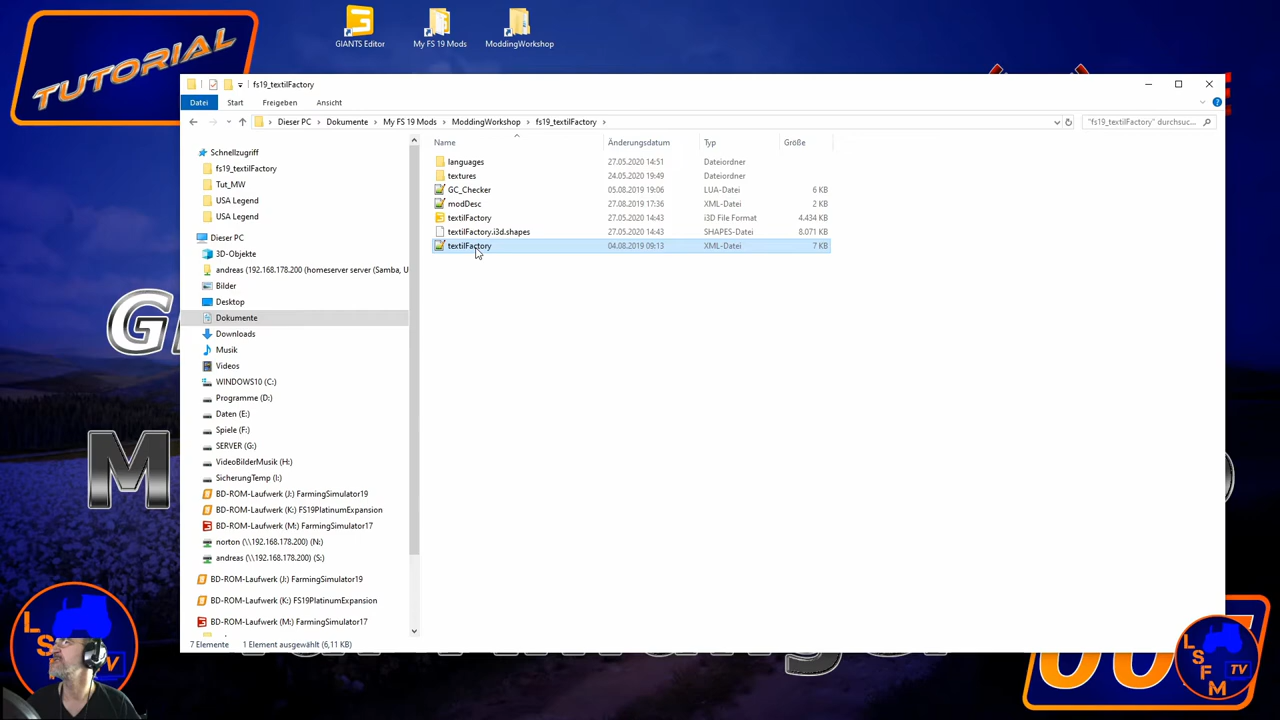 TUTORIAL
GIANTS Editor
My FS 19 Mods
ModdingWorkshop
fs19_textilFactory
Datei
Start
Freigeben
Ansicht
Dieser PC > Dokumente > My FS 19 Mods > ModdingWorkshop > fs19_textilFactory >
"fs19_textilFactory" durchsuc...
Name Änderungsdatum Typ Größe
languages 27.05.2020 14:51 Dateiordner
textures 24.05.2020 19:49 Dateiordner
GC_Checker 05.08.2019 19:06 LUA-Datei 6 KB
modDesc 27.08.2019 17:36 XML-Datei 2 KB
textilFactory 27.05.2020 14:43 i3D File Format 4.434 KB
textilFactory.i3d.shapes 27.05.2020 14:43 SHAPES-Datei 8.071 KB
textilFactory 04.08.2019 09:13 XML-Datei 7 KB
Schnellzugriff
fs19_textilFactory
Tut_MW
USA Legend
USA Legend
Dieser PC
3D-Objekte
andreas (192.168.178.200 (homeserver server (Samba, U
Bilder
Desktop
Dokumente
Downloads
Musik
Videos
WINDOWS10 (C:)
Programme (D:)
Daten (E:)
Spiele (F:)
SERVER (G:)
VideoBilderMusik (H:)
SicherungTemp (I:)
BD-ROM-Laufwerk (J:) FarmingSimulator19
BD-ROM-Laufwerk (K:) FS19PlatinumExpansion
BD-ROM-Laufwerk (M:) FarmingSimulator17
norton (\\192.168.178.200) (N:)
andreas (\\192.168.178.200) (S:)
BD-ROM-Laufwerk (J:) FarmingSimulator19
BD-ROM-Laufwerk (K:) FS19PlatinumExpansion
BD-ROM-Laufwerk (M:) FarmingSimulator17
7 Elemente 1 Element ausgewählt (6,11 KB)
G
M
LSFM TV
LSFM TV